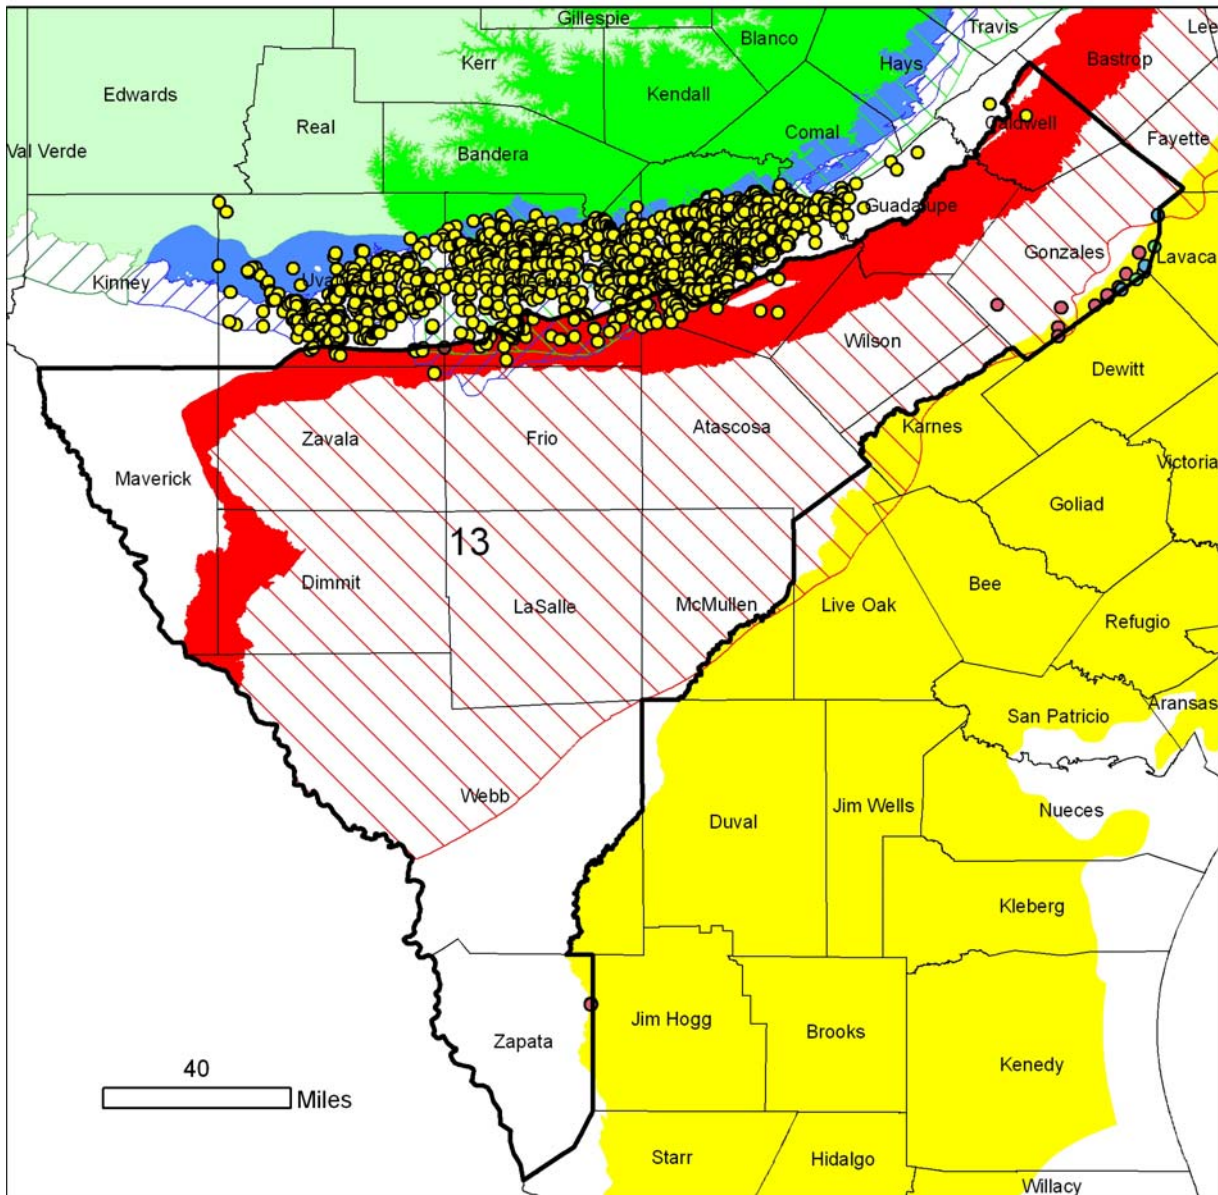 Gillespie
Travis
Lee
Blanco
Bastrop
Kerr
Hays
Edwards
Kendall
Real
Comal
Caldwell
Val Verde
Bandera
Fayette
Guadalupe
Gonzales
Lavaca
Kinney
Wilson
Dewitt
Zavala
Frio
Atascosa
Karnes
Maverick
Victoria
Goliad
13
Dimmit
Bee
LaSalle
McMullen
Live Oak
Refugio
San Patricio
Aransas
Webb
Jim Wells
Nueces
Duval
Kleberg
Jim Hogg
Brooks
Zapata
Kenedy
40
Miles
Starr
Hidalgo
Willacy